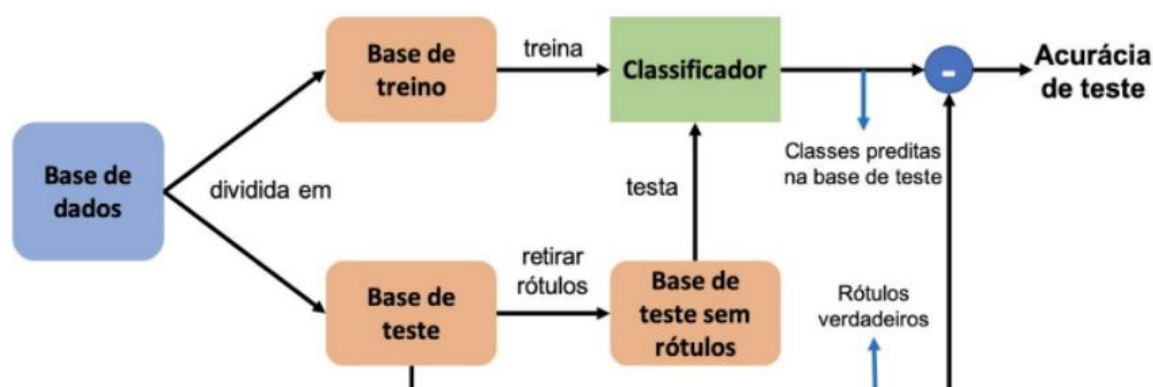 Base de
dados
dividida em
Base de
treino
treina
Classificador
-
Acurácia
de teste
Classes preditas
na base de teste
testa
Base de
teste
retirar
rótulos
Base de
teste sem
rótulos
Rótulos
verdadeiros